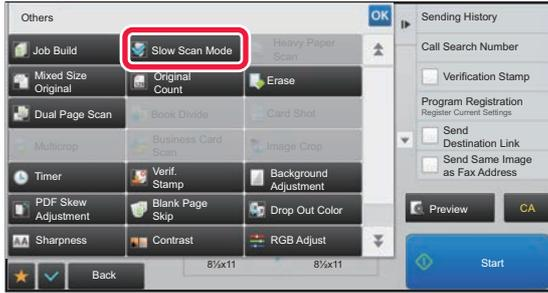 Others
OK
Job Build
Slow Scan Mode
Heavy Paper
Scan
Mixed Size
Original
Original
Count
Erase
Dual Page Scan
Book Divide
Card Shot
Multicrop
Business Card
Scan
Image Crop
Timer
Verif.
Stamp
Background
Adjustment
PDF Skew
Adjustment
Blank Page
Skip
Drop Out Color
Sharpness
Contrast
RGB Adjust
Back
8½x11
8½x11
Sending History
Call Search Number
Verification Stamp
Program Registration
Register Current Settings
Send
Destination Link
Send Same Image
as Fax Address
Preview
CA
Start